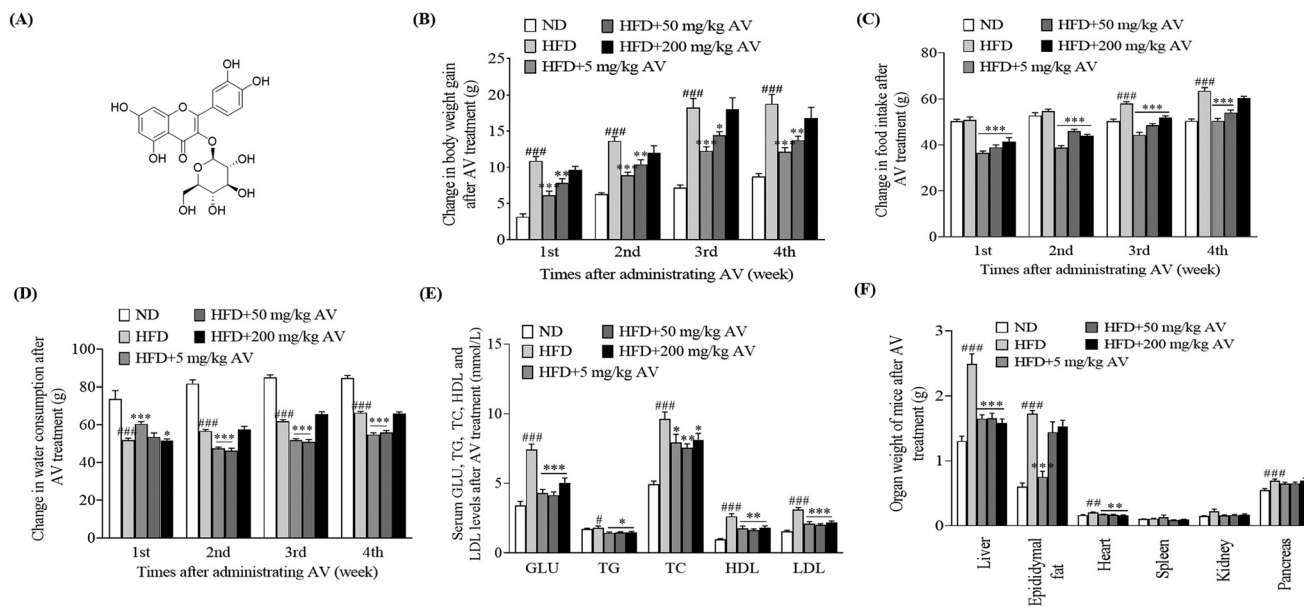 (A)
OH
OH
HO
O
OH
O
O
OH
O
OH
OH
HO
OH
(B)
ND
HFD
HFD+5 mg/kg AV
HFD+50 mg/kg AV
HFD+200 mg/kg AV
Change in body weight gain
after AV treatment (g)
25
20
15
10
5
0
###
***
**
###
***
**
###
***
*
###
***
**
1st 2nd 3rd 4th
Times after administrating AV (week)
(C)
ND
HFD
HFD+5 mg/kg AV
HFD+50 mg/kg AV
HFD+200 mg/kg AV
Change in food intake after
AV treatment (g)
80
60
40
20
0
***
***
###
***
###
***
1st 2nd 3rd 4th
Times after administrating AV (week)
(D)
ND
HFD
HFD+5 mg/kg AV
HFD+50 mg/kg AV
HFD+200 mg/kg AV
Change in water consumption after
AV treatment (g)
100
80
60
40
20
0
###
***
*
###
***
###
***
###
***
1st 2nd 3rd 4th
Times after administrating AV (week)
(E)
ND
HFD
HFD+5 mg/kg AV
HFD+50 mg/kg AV
HFD+200 mg/kg AV
Serum GLU, TG, TC, HDL and
LDL levels after AV treatment (mmol/L)
15
10
5
0
###
***
#
*
###
*
**
*
###
**
###
***
GLU TG TC HDL LDL
(F)
ND
HFD
HFD+5 mg/kg AV
HFD+50 mg/kg AV
HFD+200 mg/kg AV
Organ weight of mice after AV
treatment (g)
3
2
1
0
###
***
###
***
##
**
###
Liver
Epididymal
fat
Heart
Spleen
Kidney
Pancreas